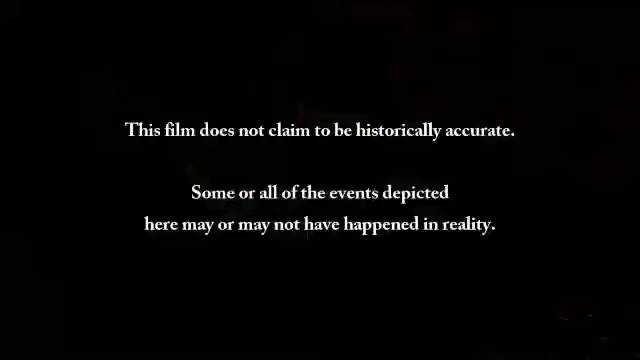 This film does not claim to be historically accurate.
Some or all of the events depicted
here may or may not have happened in reality.